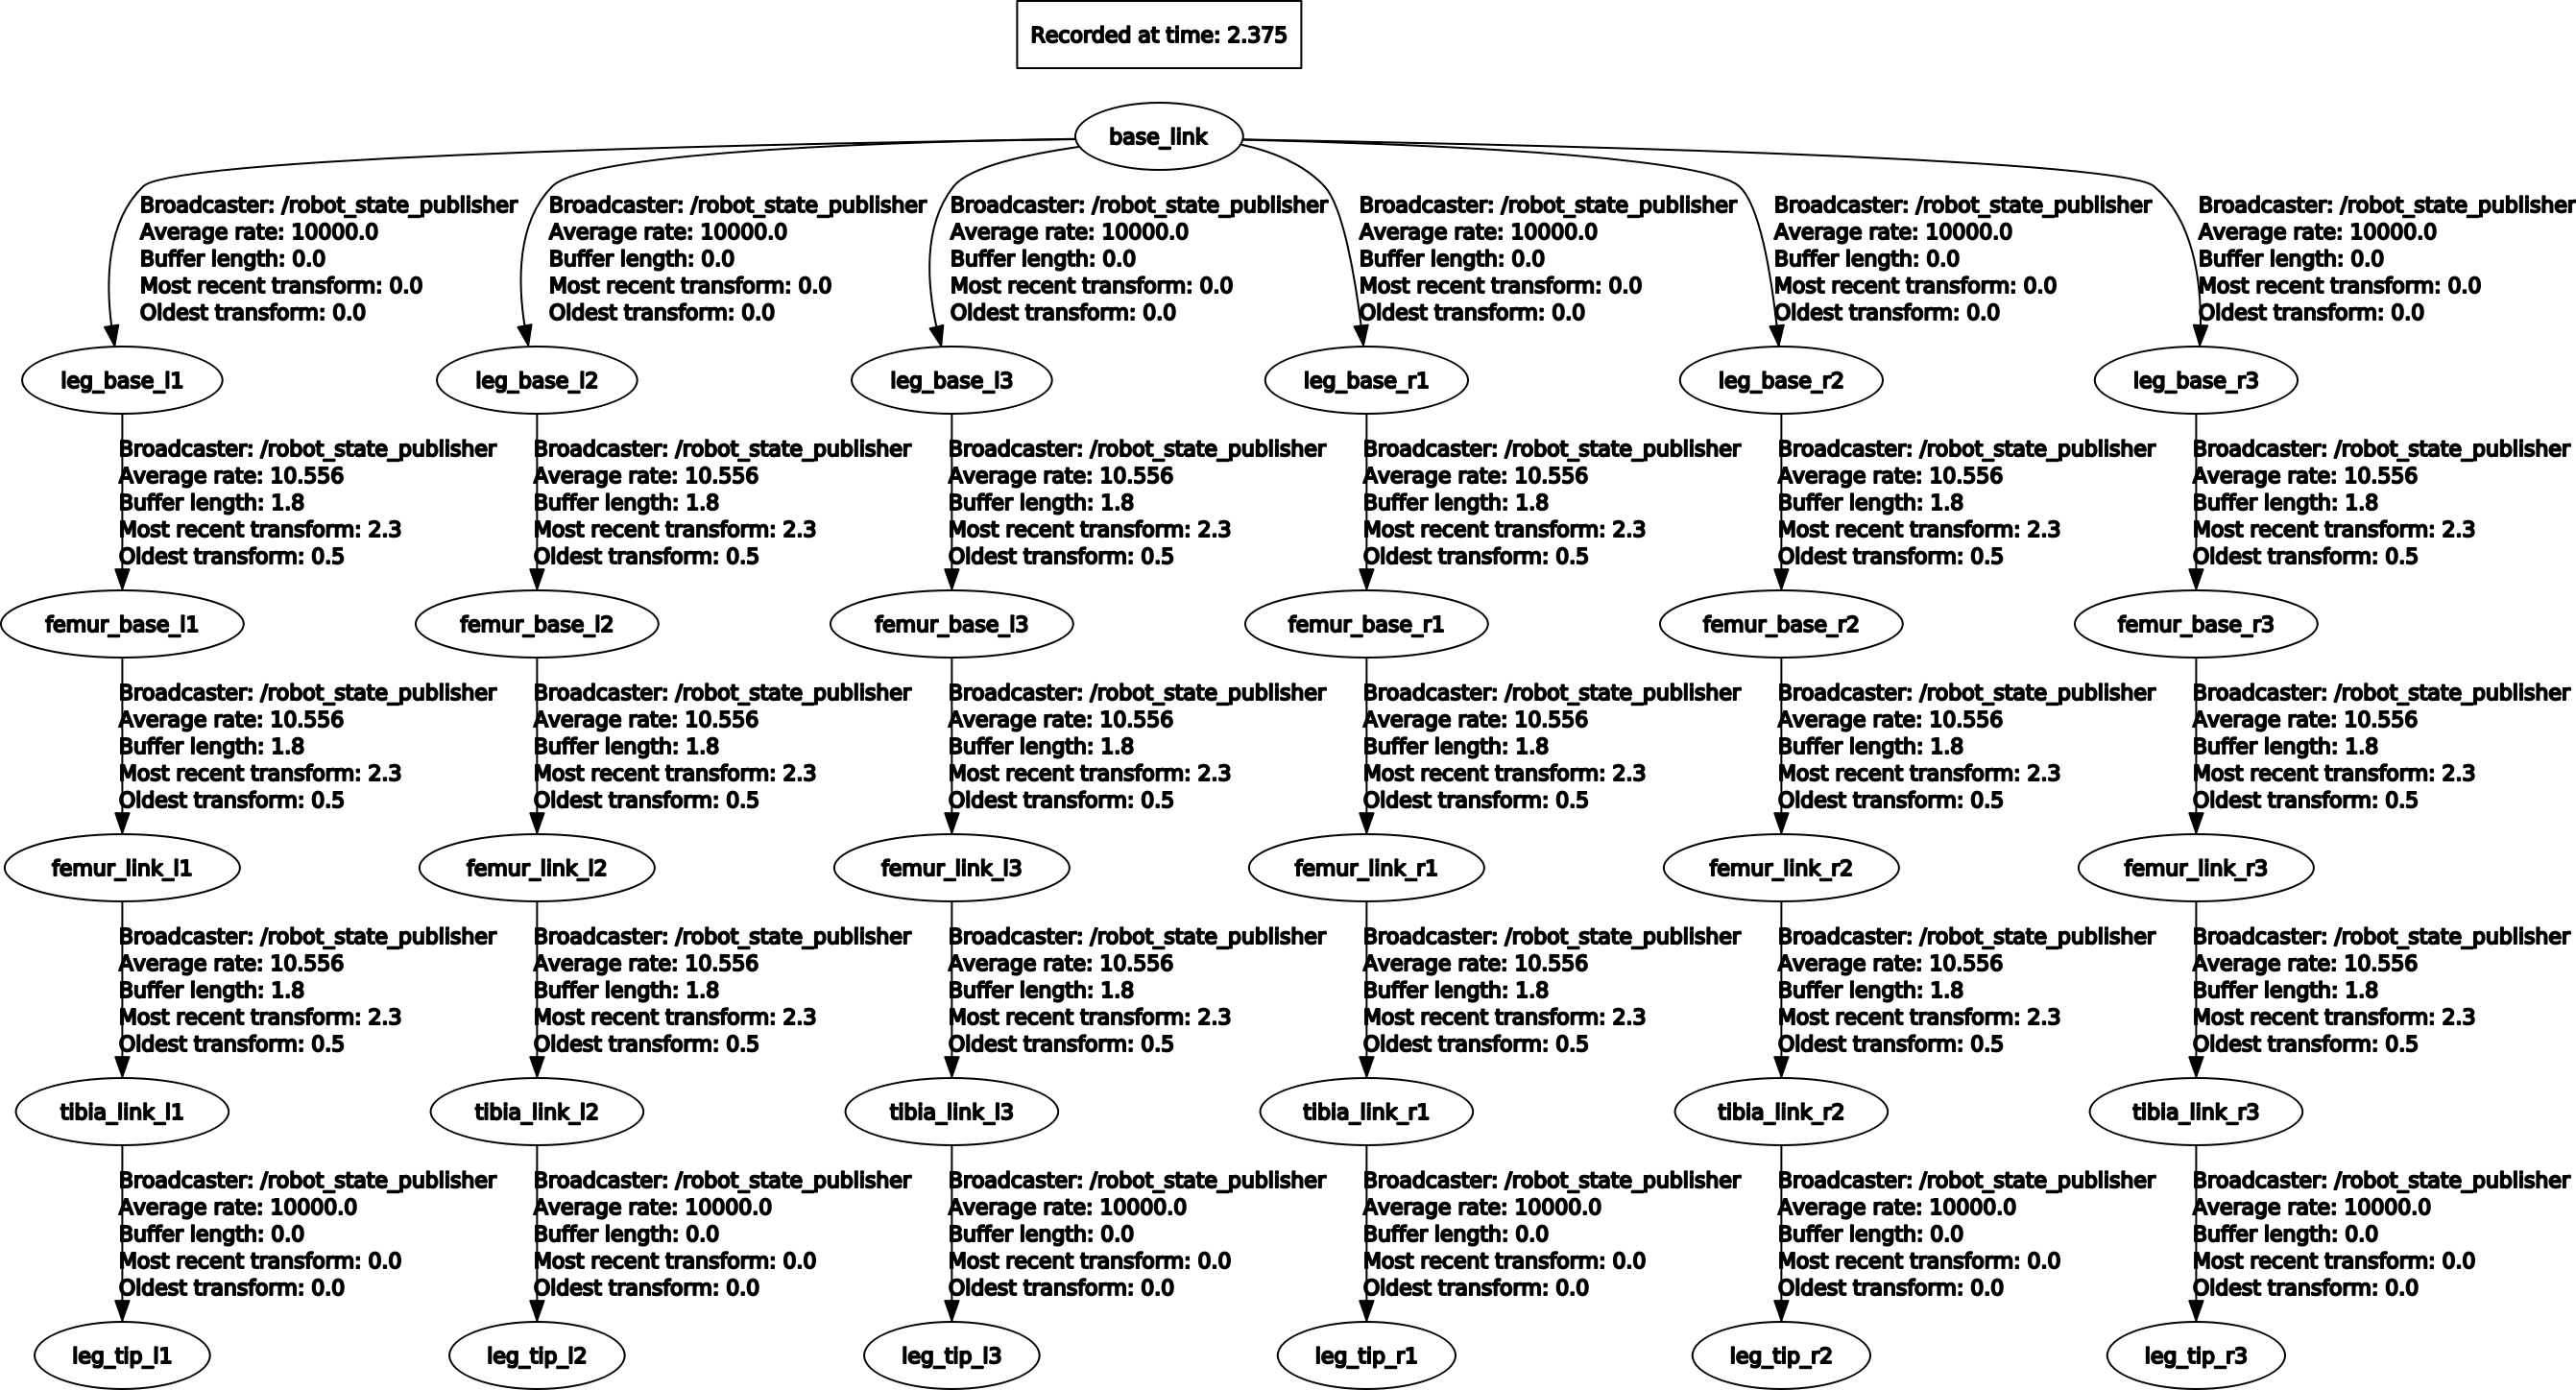 Recorded at time: 2.375
base_link
Broadcaster: /robot_state_publisher
Average rate: 10000.0
Buffer length: 0.0
Most recent transform: 0.0
Oldest transform: 0.0
Broadcaster: /robot_state_publisher
Average rate: 10000.0
Buffer length: 0.0
Most recent transform: 0.0
Oldest transform: 0.0
Broadcaster: /robot_state_publisher
Average rate: 10000.0
Buffer length: 0.0
Most recent transform: 0.0
Oldest transform: 0.0
Broadcaster: /robot_state_publisher
Average rate: 10000.0
Buffer length: 0.0
Most recent transform: 0.0
Oldest transform: 0.0
Broadcaster: /robot_state_publisher
Average rate: 10000.0
Buffer length: 0.0
Most recent transform: 0.0
Oldest transform: 0.0
Broadcaster: /robot_state_publisher
Average rate: 10000.0
Buffer length: 0.0
Most recent transform: 0.0
Oldest transform: 0.0
leg_base_l1
leg_base_l2
leg_base_l3
leg_base_r1
leg_base_r2
leg_base_r3
Broadcaster: /robot_state_publisher
Average rate: 10.556
Buffer length: 1.8
Most recent transform: 2.3
Oldest transform: 0.5
Broadcaster: /robot_state_publisher
Average rate: 10.556
Buffer length: 1.8
Most recent transform: 2.3
Oldest transform: 0.5
Broadcaster: /robot_state_publisher
Average rate: 10.556
Buffer length: 1.8
Most recent transform: 2.3
Oldest transform: 0.5
Broadcaster: /robot_state_publisher
Average rate: 10.556
Buffer length: 1.8
Most recent transform: 2.3
Oldest transform: 0.5
Broadcaster: /robot_state_publisher
Average rate: 10.556
Buffer length: 1.8
Most recent transform: 2.3
Oldest transform: 0.5
Broadcaster: /robot_state_publisher
Average rate: 10.556
Buffer length: 1.8
Most recent transform: 2.3
Oldest transform: 0.5
femur_base_l1
femur_base_l2
femur_base_l3
femur_base_r1
femur_base_r2
femur_base_r3
Broadcaster: /robot_state_publisher
Average rate: 10.556
Buffer length: 1.8
Most recent transform: 2.3
Oldest transform: 0.5
Broadcaster: /robot_state_publisher
Average rate: 10.556
Buffer length: 1.8
Most recent transform: 2.3
Oldest transform: 0.5
Broadcaster: /robot_state_publisher
Average rate: 10.556
Buffer length: 1.8
Most recent transform: 2.3
Oldest transform: 0.5
Broadcaster: /robot_state_publisher
Average rate: 10.556
Buffer length: 1.8
Most recent transform: 2.3
Oldest transform: 0.5
Broadcaster: /robot_state_publisher
Average rate: 10.556
Buffer length: 1.8
Most recent transform: 2.3
Oldest transform: 0.5
Broadcaster: /robot_state_publisher
Average rate: 10.556
Buffer length: 1.8
Most recent transform: 2.3
Oldest transform: 0.5
femur_link_l1
femur_link_l2
femur_link_l3
femur_link_r1
femur_link_r2
femur_link_r3
Broadcaster: /robot_state_publisher
Average rate: 10.556
Buffer length: 1.8
Most recent transform: 2.3
Oldest transform: 0.5
Broadcaster: /robot_state_publisher
Average rate: 10.556
Buffer length: 1.8
Most recent transform: 2.3
Oldest transform: 0.5
Broadcaster: /robot_state_publisher
Average rate: 10.556
Buffer length: 1.8
Most recent transform: 2.3
Oldest transform: 0.5
Broadcaster: /robot_state_publisher
Average rate: 10.556
Buffer length: 1.8
Most recent transform: 2.3
Oldest transform: 0.5
Broadcaster: /robot_state_publisher
Average rate: 10.556
Buffer length: 1.8
Most recent transform: 2.3
Oldest transform: 0.5
Broadcaster: /robot_state_publisher
Average rate: 10.556
Buffer length: 1.8
Most recent transform: 2.3
Oldest transform: 0.5
tibia_link_l1
tibia_link_l2
tibia_link_l3
tibia_link_r1
tibia_link_r2
tibia_link_r3
Broadcaster: /robot_state_publisher
Average rate: 10000.0
Buffer length: 0.0
Most recent transform: 0.0
Oldest transform: 0.0
Broadcaster: /robot_state_publisher
Average rate: 10000.0
Buffer length: 0.0
Most recent transform: 0.0
Oldest transform: 0.0
Broadcaster: /robot_state_publisher
Average rate: 10000.0
Buffer length: 0.0
Most recent transform: 0.0
Oldest transform: 0.0
Broadcaster: /robot_state_publisher
Average rate: 10000.0
Buffer length: 0.0
Most recent transform: 0.0
Oldest transform: 0.0
Broadcaster: /robot_state_publisher
Average rate: 10000.0
Buffer length: 0.0
Most recent transform: 0.0
Oldest transform: 0.0
Broadcaster: /robot_state_publisher
Average rate: 10000.0
Buffer length: 0.0
Most recent transform: 0.0
Oldest transform: 0.0
leg_tip_l1
leg_tip_l2
leg_tip_l3
leg_tip_r1
leg_tip_r2
leg_tip_r3